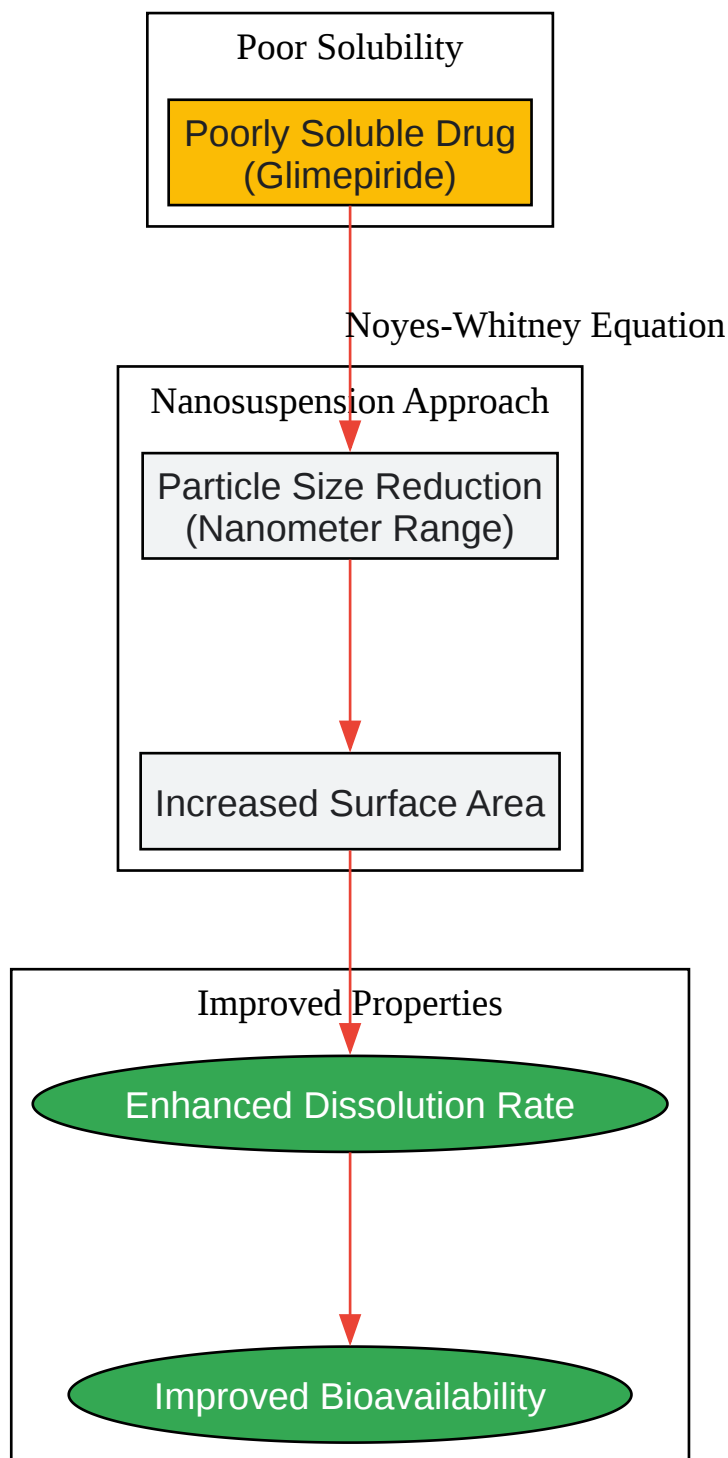 Poor Solubility
Poorly Soluble Drug
(Glimepiride)
Noyes-Whitney Equation
Nanosuspension Approach
Particle Size Reduction
(Nanometer Range)
Increased Surface Area
Improved Properties
Enhanced Dissolution Rate
Improved Bioavailability